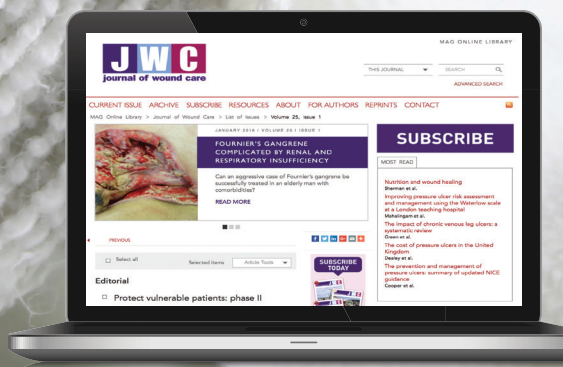 MAG ONLINE LIBRARY
JWC
journal of wound care
THIS JOURNAL
SEARCH
ADVANCED SEARCH
CURRENT ISSUE ARCHIVE SUBSCRIBE RESOURCES ABOUT FOR AUTHORS REPRINTS CONTACT
MAG Online Library > Journal of Wound Care > List of Issues > Volume 25, Issue 1
JANUARY 2016 | VOLUME 25 | ISSUE 1
FOURNIER'S GANGRENE
COMPLICATED BY RENAL AND
RESPIRATORY INSUFFICIENCY
Can an aggressive case of Fournier's gangrene be
successfully treated in an elderly man with
comorbidities?
READ MORE
SUBSCRIBE
MOST READ
Nutrition and wound healing
Sherman et al.
Improving pressure ulcer risk assessment
and management using the Waterlow scale
at a London teaching hospital
Mahalingam et al.
The impact of chronic venous leg ulcers: a
systematic review
Green et al.
The cost of pressure ulcers in the United
Kingdom
Dealey et al.
The prevention and management of
pressure ulcers: summary of updated NICE
guidance
Cooper et al.
PREVIOUS
Select all
Selected items
Article Tools
SUBSCRIBE
TODAY
Editorial
Protect vulnerable patients: phase II